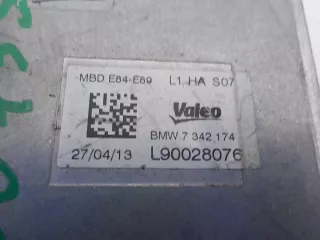 MBD E84-E89 L1 HA S07
Valeo
BMW 7 342 174
27/04/13 L90028076